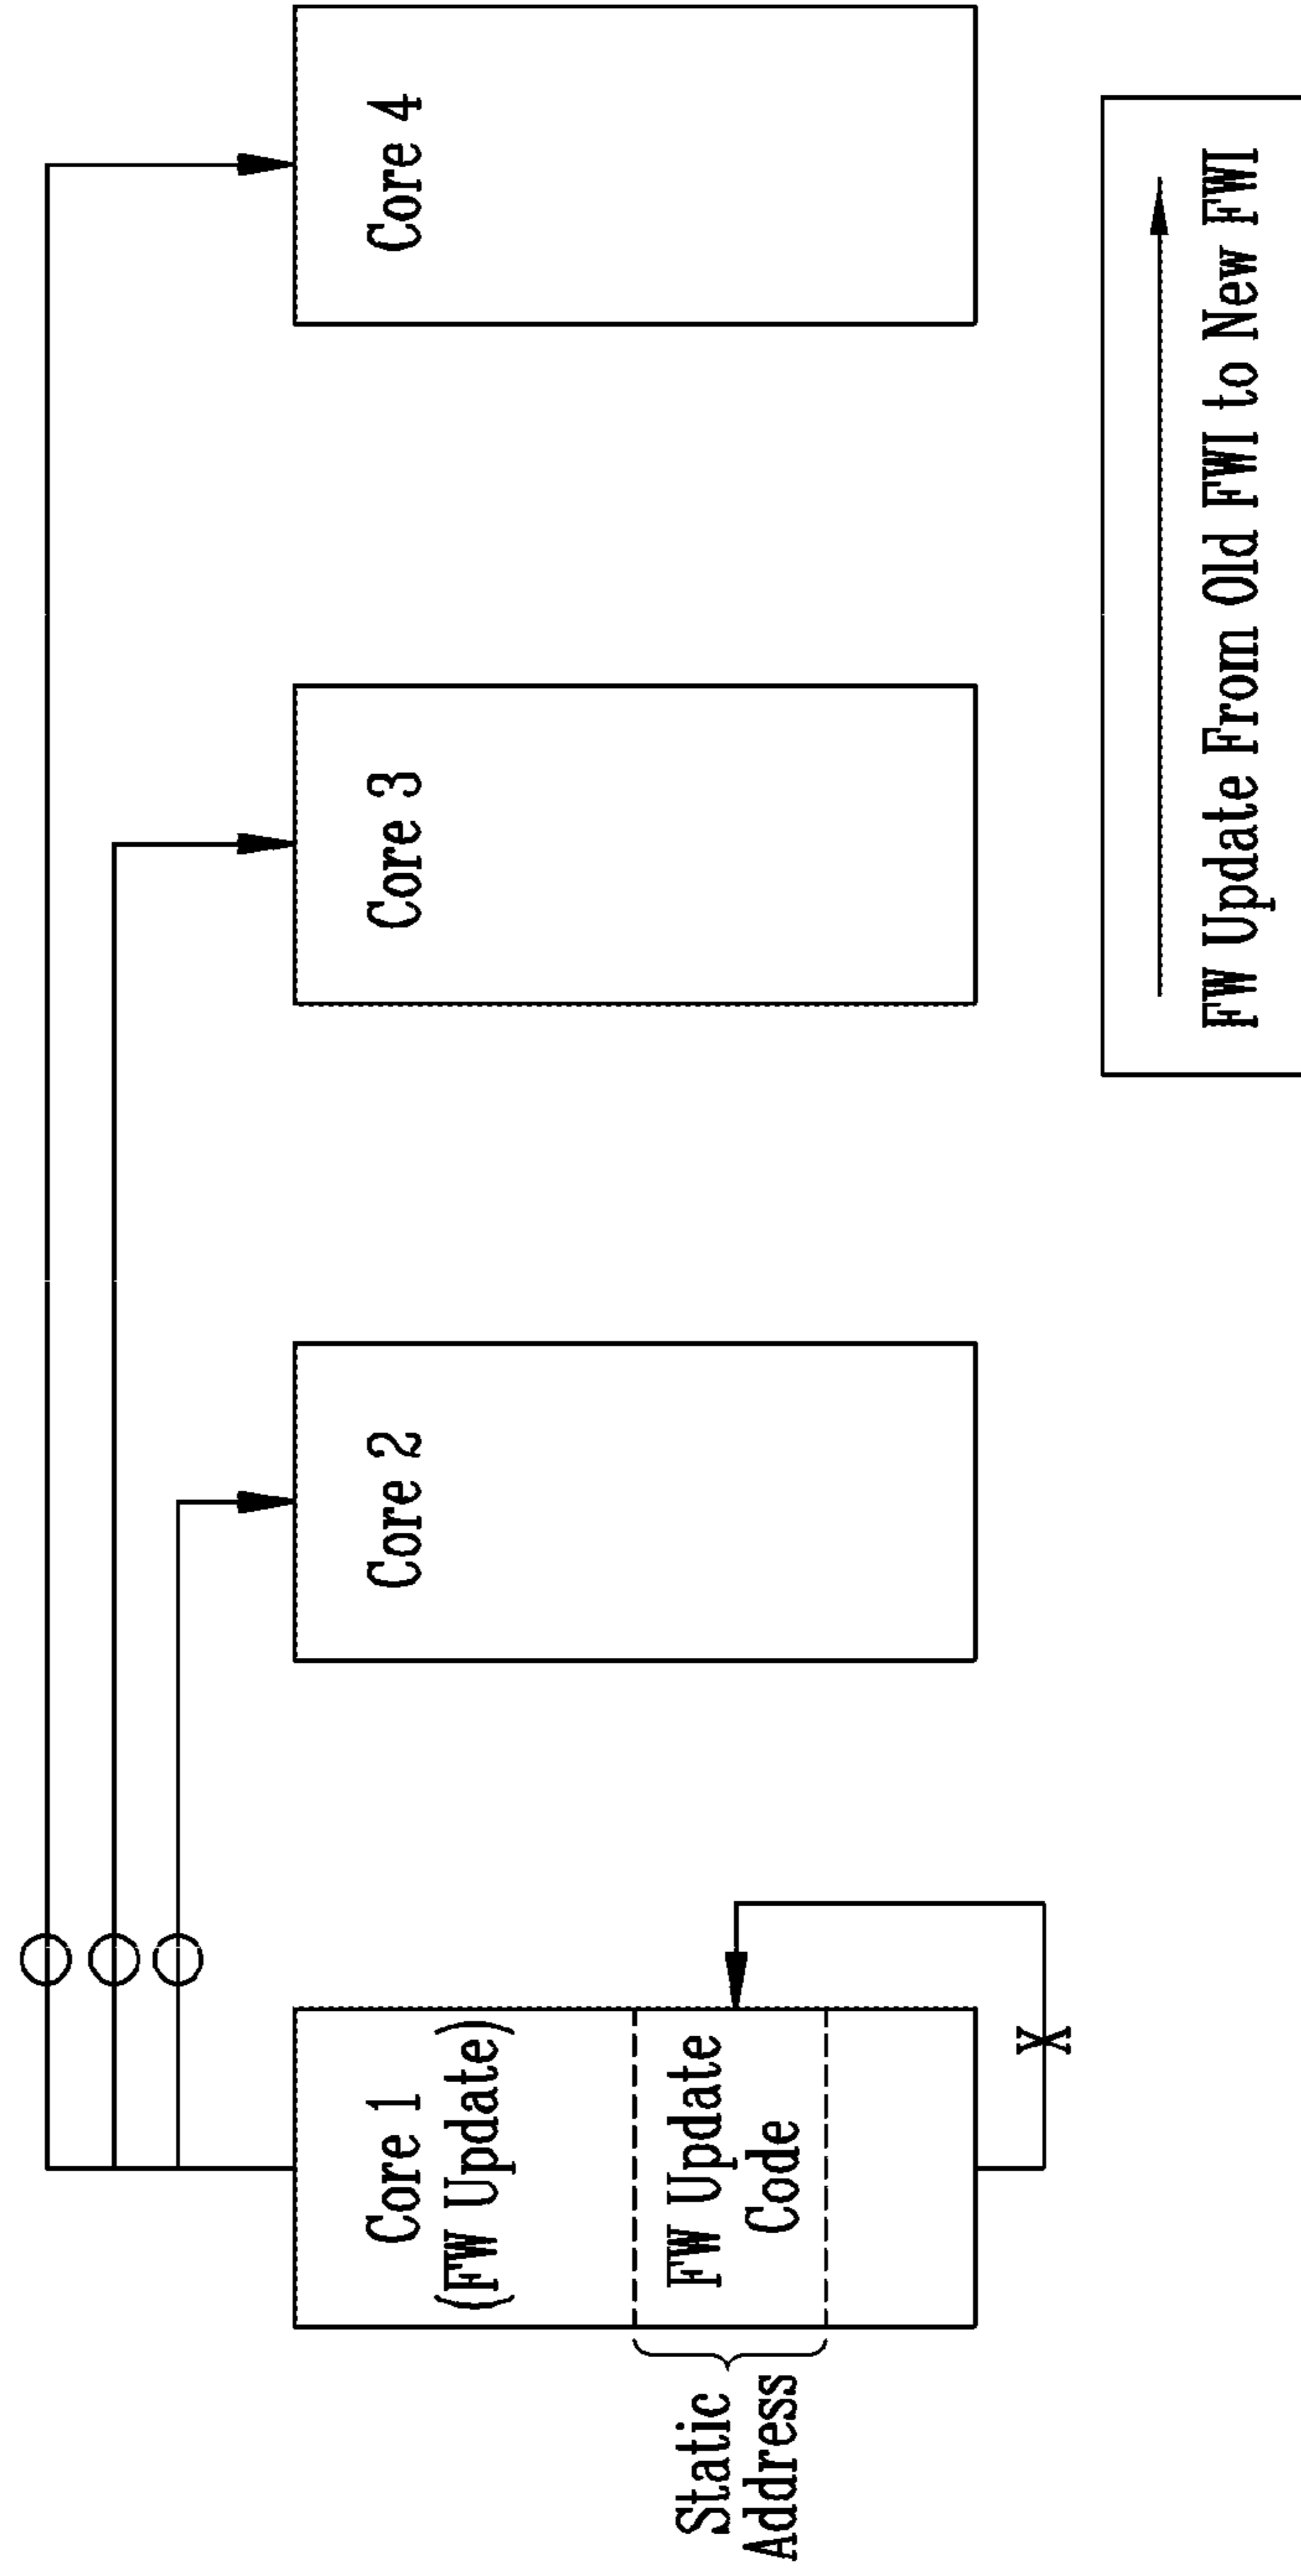 Core 1
(FW Update)
FW Update
Code
Static
Address
X
Core 2
Core 3
Core 4
FW Update From Old FWI to New FWI